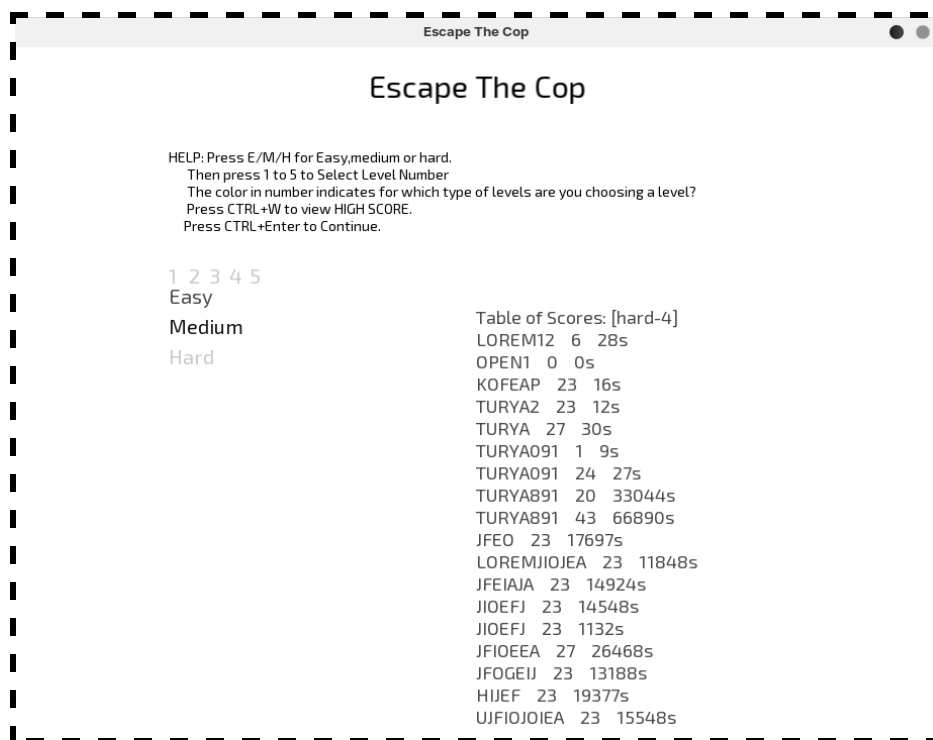 Escape The Cop
Escape The Cop
HELP: Press E/M/H for Easy,medium or hard.
Then press 1 to 5 to Select Level Number
The color in number indicates for which type of levels are you choosing a level?
Press CTRL+W to view HIGH SCORE.
Press CTRL+Enter to Continue.
1 2 3 4 5
Easy
Medium
Hard
Table of Scores: [hard-4]
LOREM12 6 28s
OPEN1 0 0s
KOFEAP 23 16s
TURYA2 23 12s
TURYA 27 30s
TURYA091 1 9s
TURYA091 24 27s
TURYA891 20 33044s
TURYA891 43 66890s
JFEO 23 17697s
LOREMJIOJEA 23 11848s
JFEIAJA 23 14924s
JIOEFJ 23 14548s
JIOEFJ 23 1132s
JFIOEEA 27 26468s
JFOGEIJ 23 13188s
HIJEF 23 19377s
UJFIOJOIEA 23 15548s